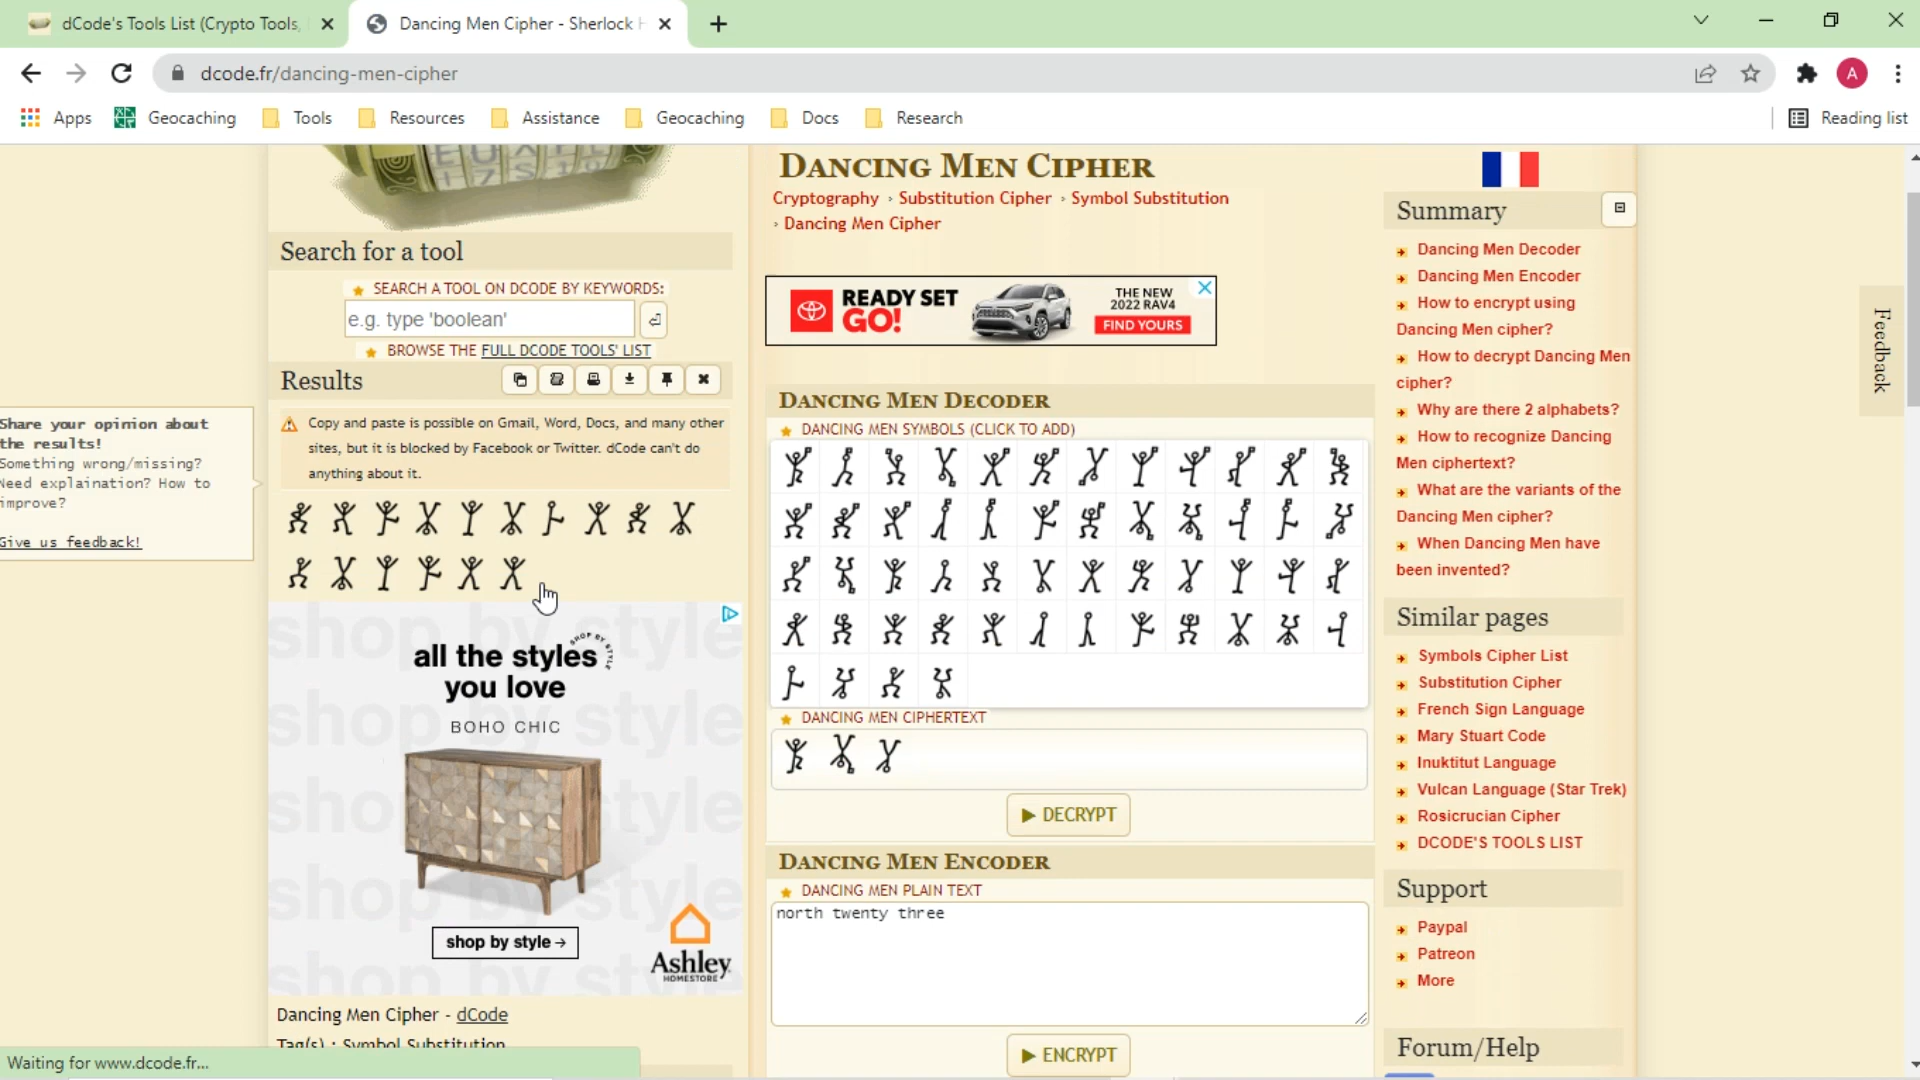 dCode's Tools List (Crypto Tools,
Dancing Men Cipher - Sherlock H
dcode.fr/dancing-men-cipher
A
Apps
Geocaching
Tools
Resources
Assistance
Geocaching
Docs
Research
Reading list
Search for a tool
SEARCH A TOOL ON DCODE BY KEYWORDS:
e.g. type 'boolean'
BROWSE THE FULL DCODE TOOLS' LIST
Results
Copy and paste is possible on Gmail, Word, Docs, and many other
sites, but it is blocked by Facebook or Twitter. dCode can't do
anything about it.
Share your opinion about
the results!
Something wrong/missing?
Need explaination? How to
improve?
Give us feedback!
shop by style
all the styles
you love
SHOP BY STYLE
BOHO CHIC
shop by style →
Ashley
HOMESTORE
Dancing Men Cipher - dCode
Tag(s) : Symbol Substitution
Waiting for www.dcode.fr...
DANCING MEN CIPHER
Cryptography › Substitution Cipher › Symbol Substitution
› Dancing Men Cipher
READY SET
GO!
THE NEW
2022 RAV4
FIND YOURS
DANCING MEN DECODER
DANCING MEN SYMBOLS (CLICK TO ADD)
DANCING MEN CIPHERTEXT
▶ DECRYPT
DANCING MEN ENCODER
DANCING MEN PLAIN TEXT
north twenty three
▶ ENCRYPT
Summary
Dancing Men Decoder
Dancing Men Encoder
How to encrypt using
Dancing Men cipher?
How to decrypt Dancing Men
cipher?
Why are there 2 alphabets?
How to recognize Dancing
Men ciphertext?
What are the variants of the
Dancing Men cipher?
When Dancing Men have
been invented?
Similar pages
Symbols Cipher List
Substitution Cipher
French Sign Language
Mary Stuart Code
Inuktitut Language
Vulcan Language (Star Trek)
Rosicrucian Cipher
DCODE'S TOOLS LIST
Support
Paypal
Patreon
More
Forum/Help
Feedback